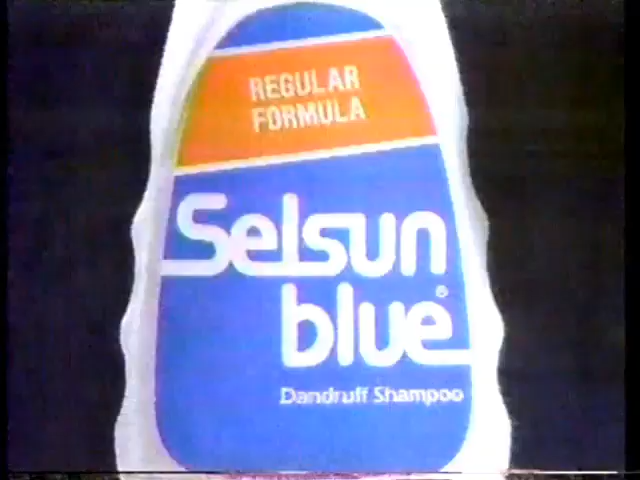 REGULAR
FORMULA
Selsun
blue®
Dandruff Shampoo